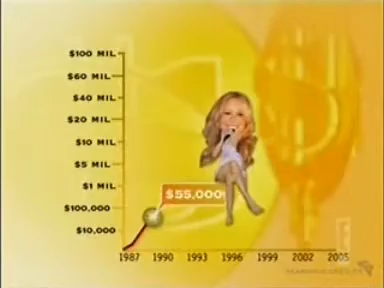 $100 MIL
$60 MIL
$40 MIL
$20 MIL
$10 MIL
$5 MIL
$1 MIL
$100,000
$10,000
$55,000
1987 1990 1993 1996 1999 2002 2005
E!